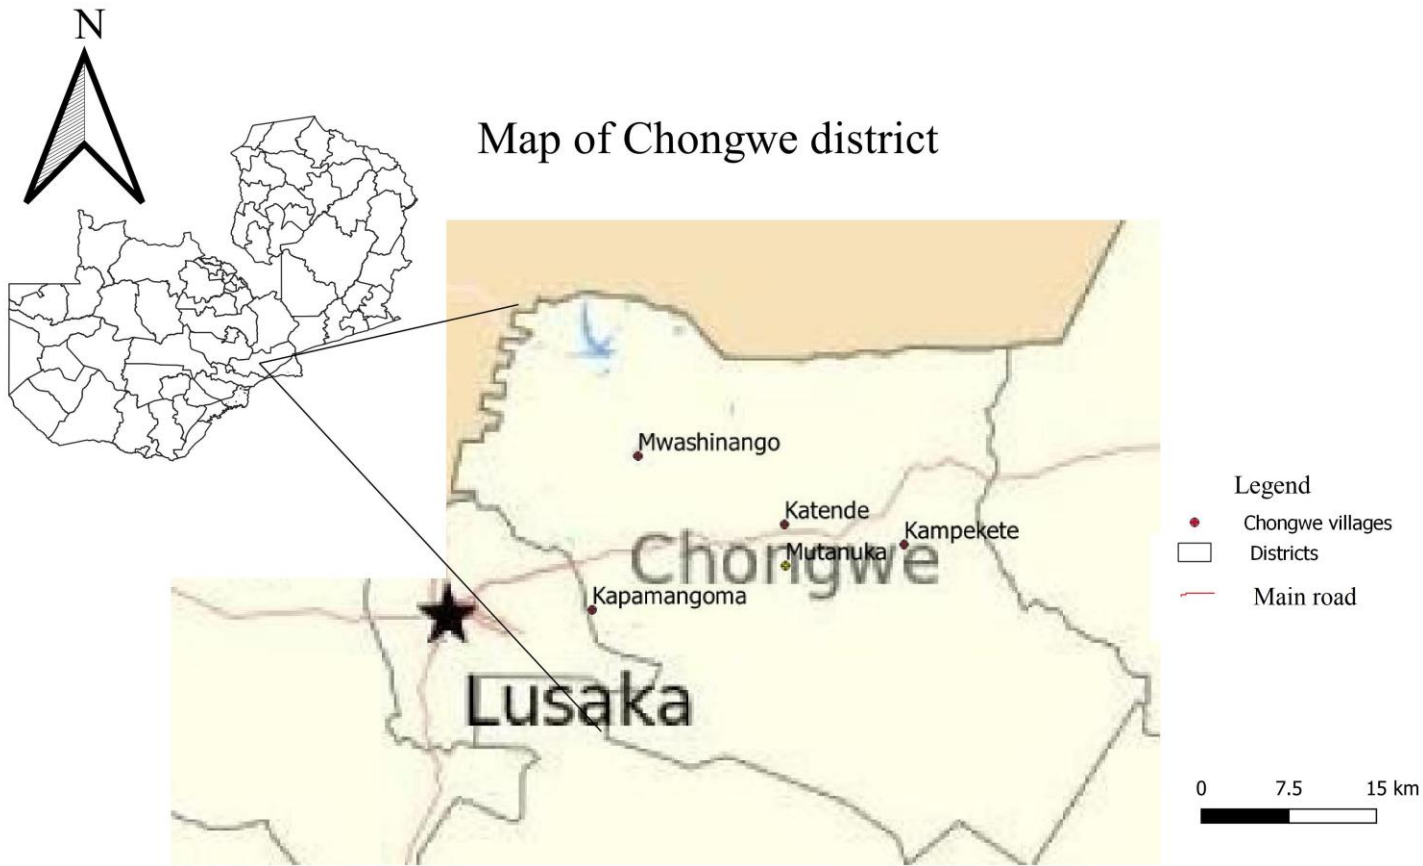 N
Map of Chongwe district
Mwashinango
Katende
Chongwe
Kampekete
Mutanuka
Kapamangoma
Lusaka
Legend
Chongwe villages
Districts
Main road
0 7.5 15 km